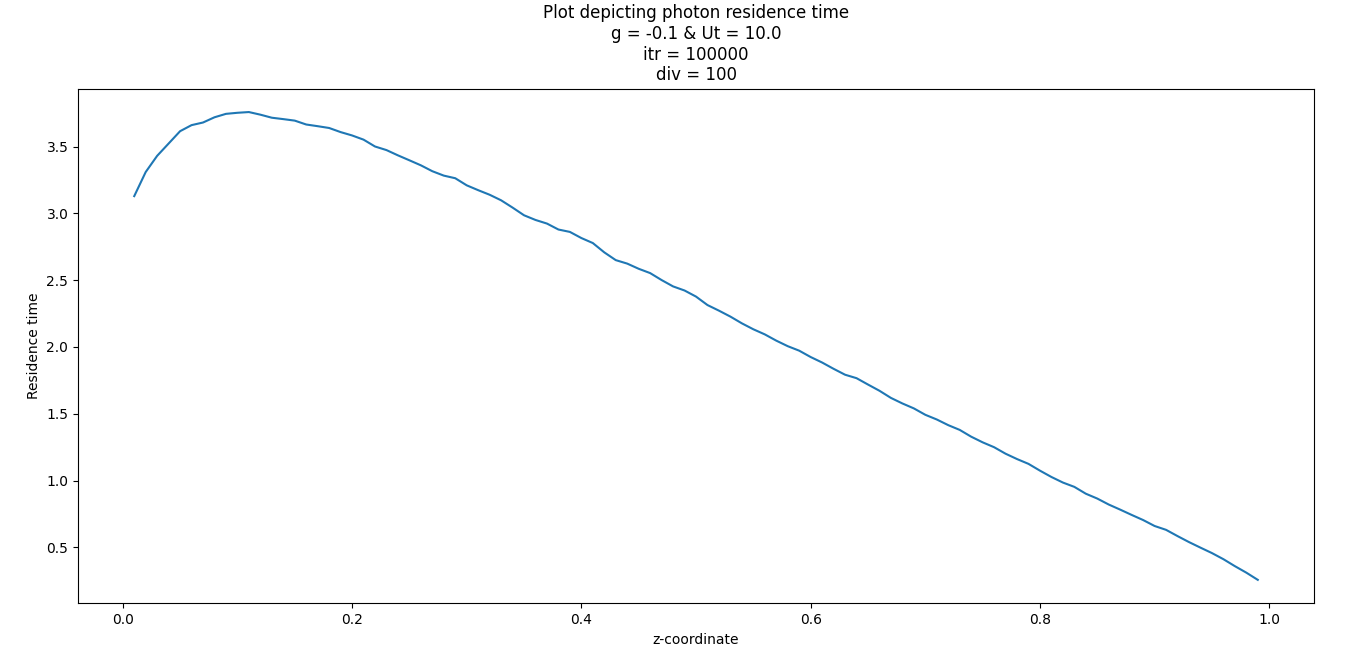 Plot depicting photon residence time
g = -0.1 & Ut = 10.0
itr = 100000
div = 100
3.5
3.0
2.5
2.0
1.5
1.0
0.5
Residence time
0.0 0.2 0.4 0.6 0.8 1.0
z-coordinate